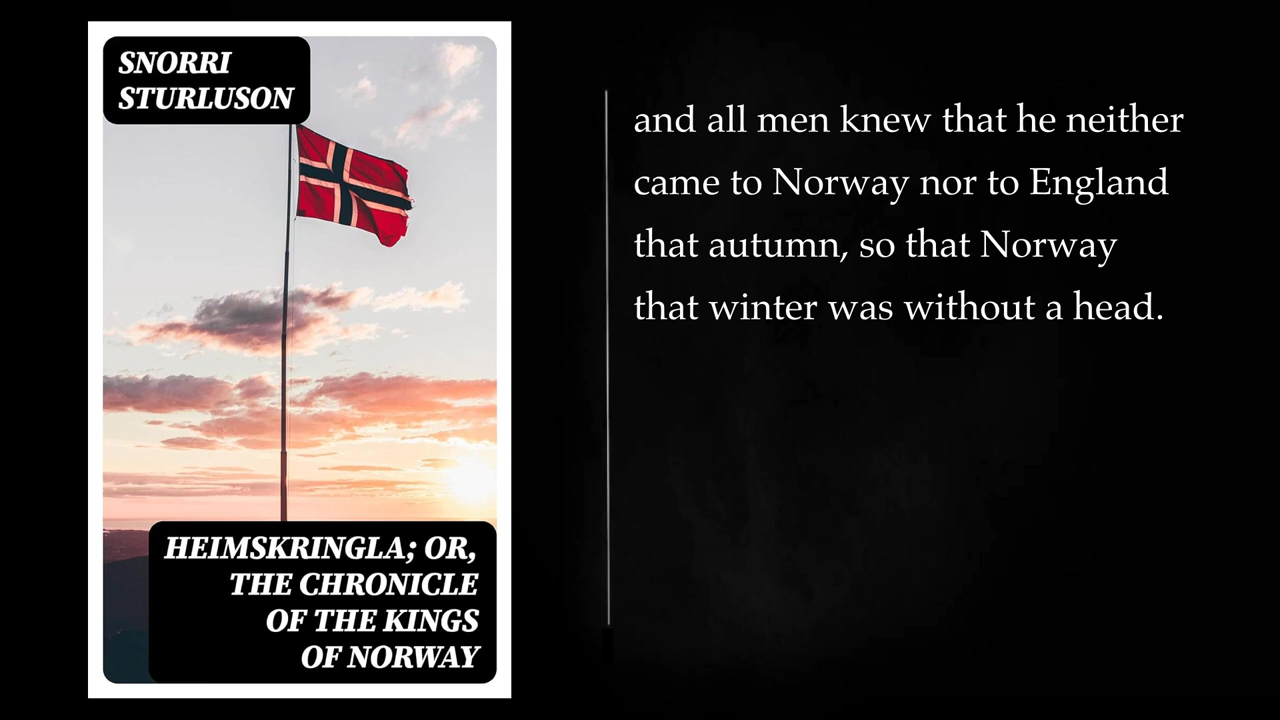 SNORRI
STURLUSON
HEIMSKRINGLA; OR,
THE CHRONICLE
OF THE KINGS
OF NORWAY
and all men knew that he neither
came to Norway nor to England
that autumn, so that Norway
that winter was without a head.